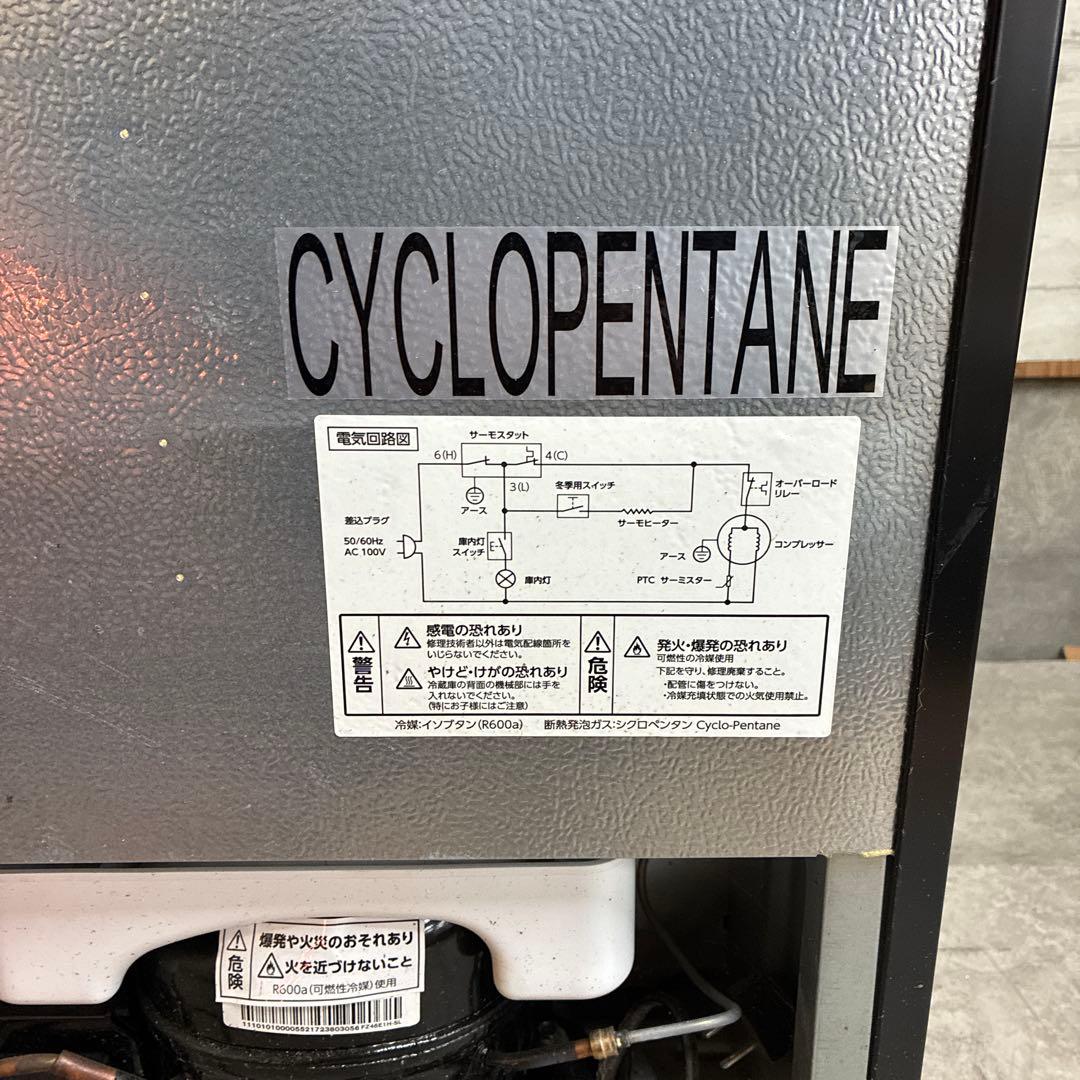 CYCLOPENTANE
電気回路図
サーモスタット
6(H)
4(C)
3(L)
アース
冬季用スイッチ
サーモヒーター
オーバーロード
リレー
差込プラグ
50/60Hz
AC 100V
庫内灯
スイッチ
庫内灯
アース
コンプレッサー
PTC サーミスター
警告
感電の恐れあり
修理技術者以外は電気配線箇所を
いじらないでください。
やけど・けがの恐れあり
冷蔵庫の背面の機械部には手を
入れないでください。
(特にお子様にはご注意)
危険
発火・爆発の恐れあり
可燃性の冷媒使用
下記を守り、修理廃棄すること。
・配管に傷をつけない。
・冷媒充填状態での火気使用禁止。
冷媒:イソブタン(R600a) 断熱発泡ガス:シグロペンタン Cyclo-Pentane
危険
爆発や火災のおそれあり
火を近づけないこと
R600a(可燃性冷媒)使用
1110101000055217238030​56 FZ46E1H-SL